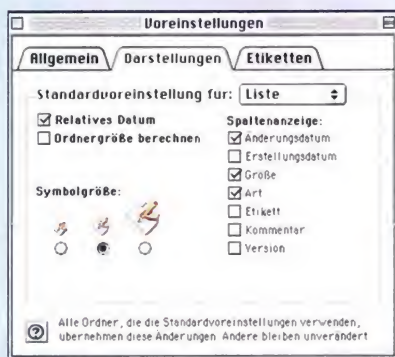 Voreinstellungen
Allgemein Darstellungen Etiketten
Standardvoreinstellung für: Liste
Relatives Datum
Ordnergröße berechnen
Spaltenanzeige:
Änderungsdatum
Erstellungsdatum
Größe
Art
Etikett
Kommentar
Version
Symbolgröße:
Alle Ordner, die die Standardvoreinstellungen verwenden,
übernehmen diese Änderungen. Andere bleiben unverändert